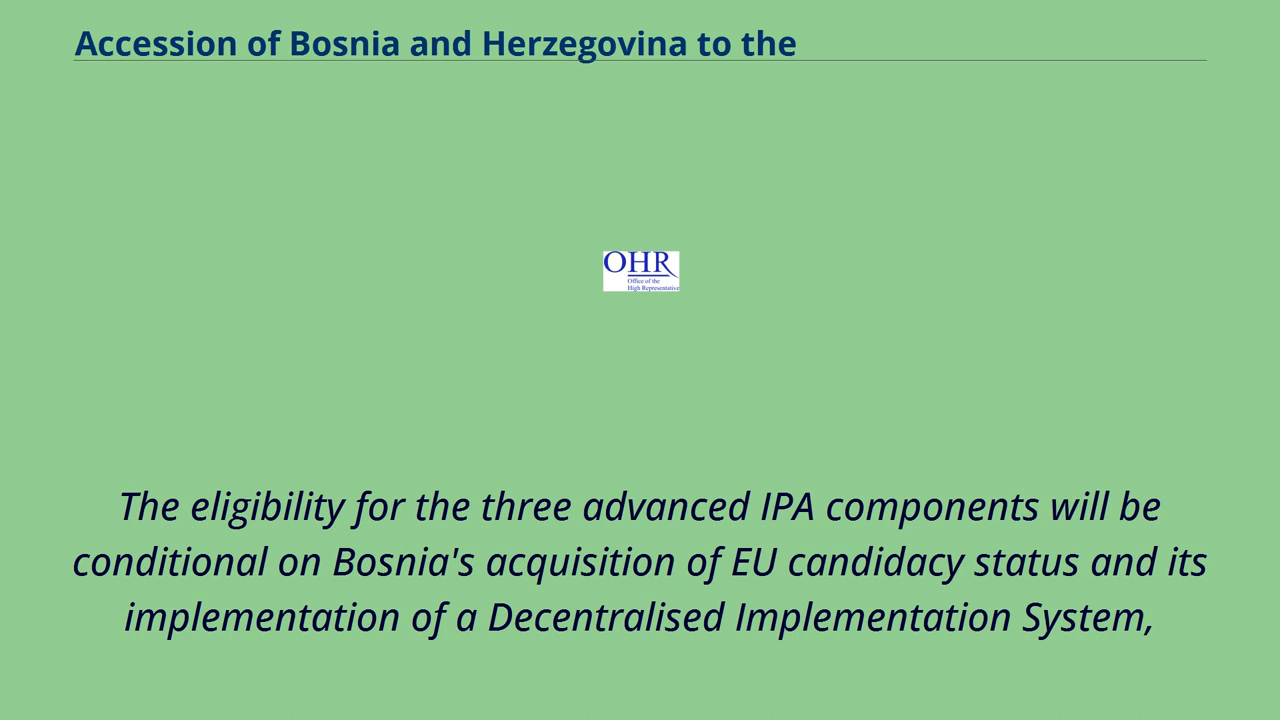 Accession of Bosnia and Herzegovina to the
OHR
Office of the
High Representative
The eligibility for the three advanced IPA components will be
conditional on Bosnia's acquisition of EU candidacy status and its
implementation of a Decentralised Implementation System,